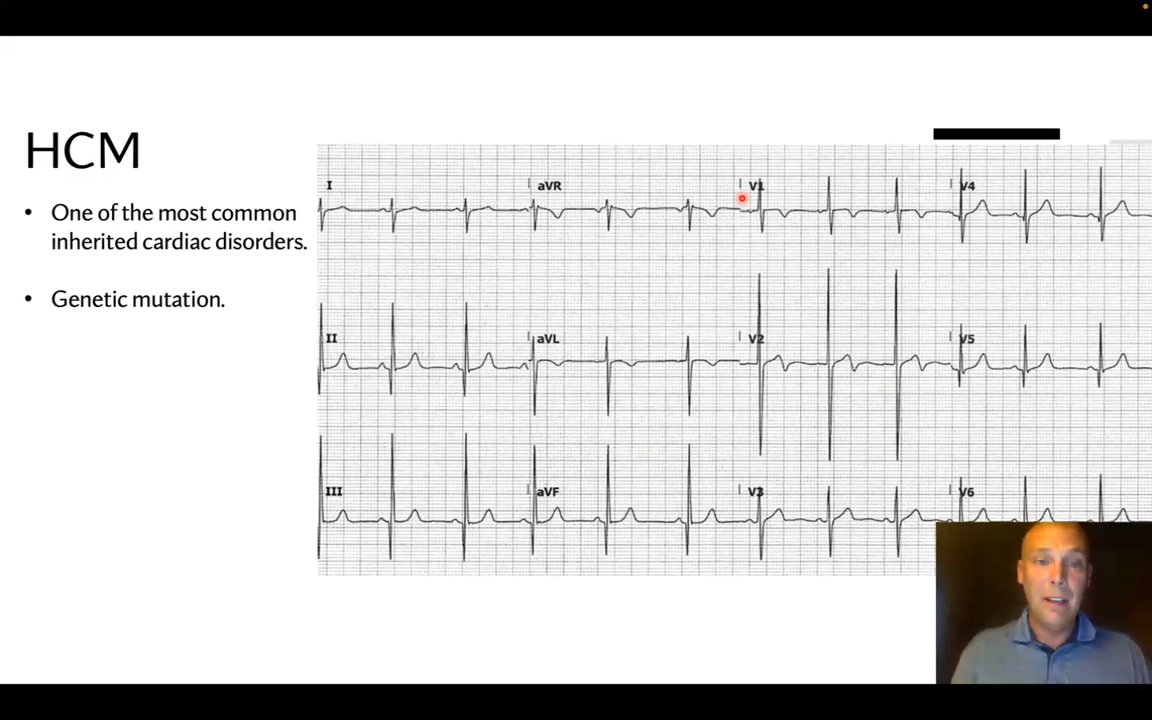 HCM
• One of the most common
inherited cardiac disorders.
• Genetic mutation.
I aVR V1 V4
II aVL V2 V5
III aVF V3 V6